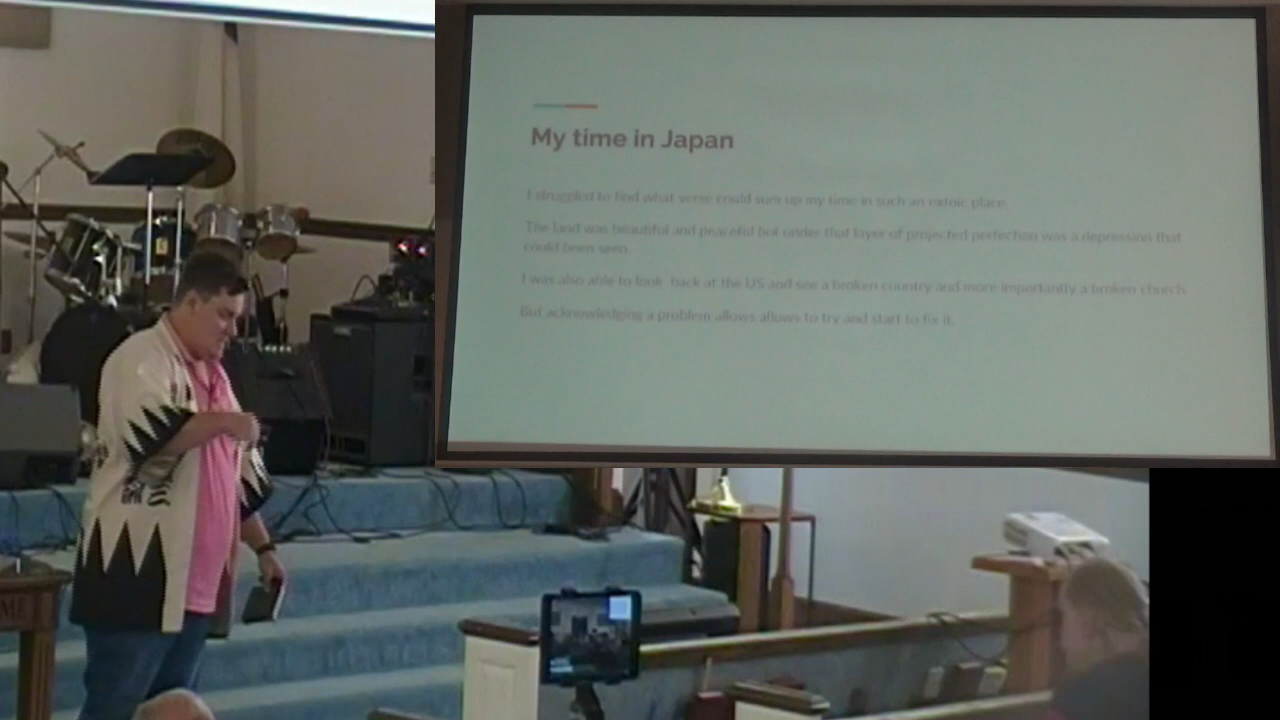 My time in Japan
I struggled to find what verse could sum up my time in such an extoic place
The land was beautiful and peaceful but under that layer of projected perfection was a depression that
could been seen.
I was also able to look back at the US and see a broken country and more importantly a broken church
But acknowledging a problem allows allows to try and start to fix it.